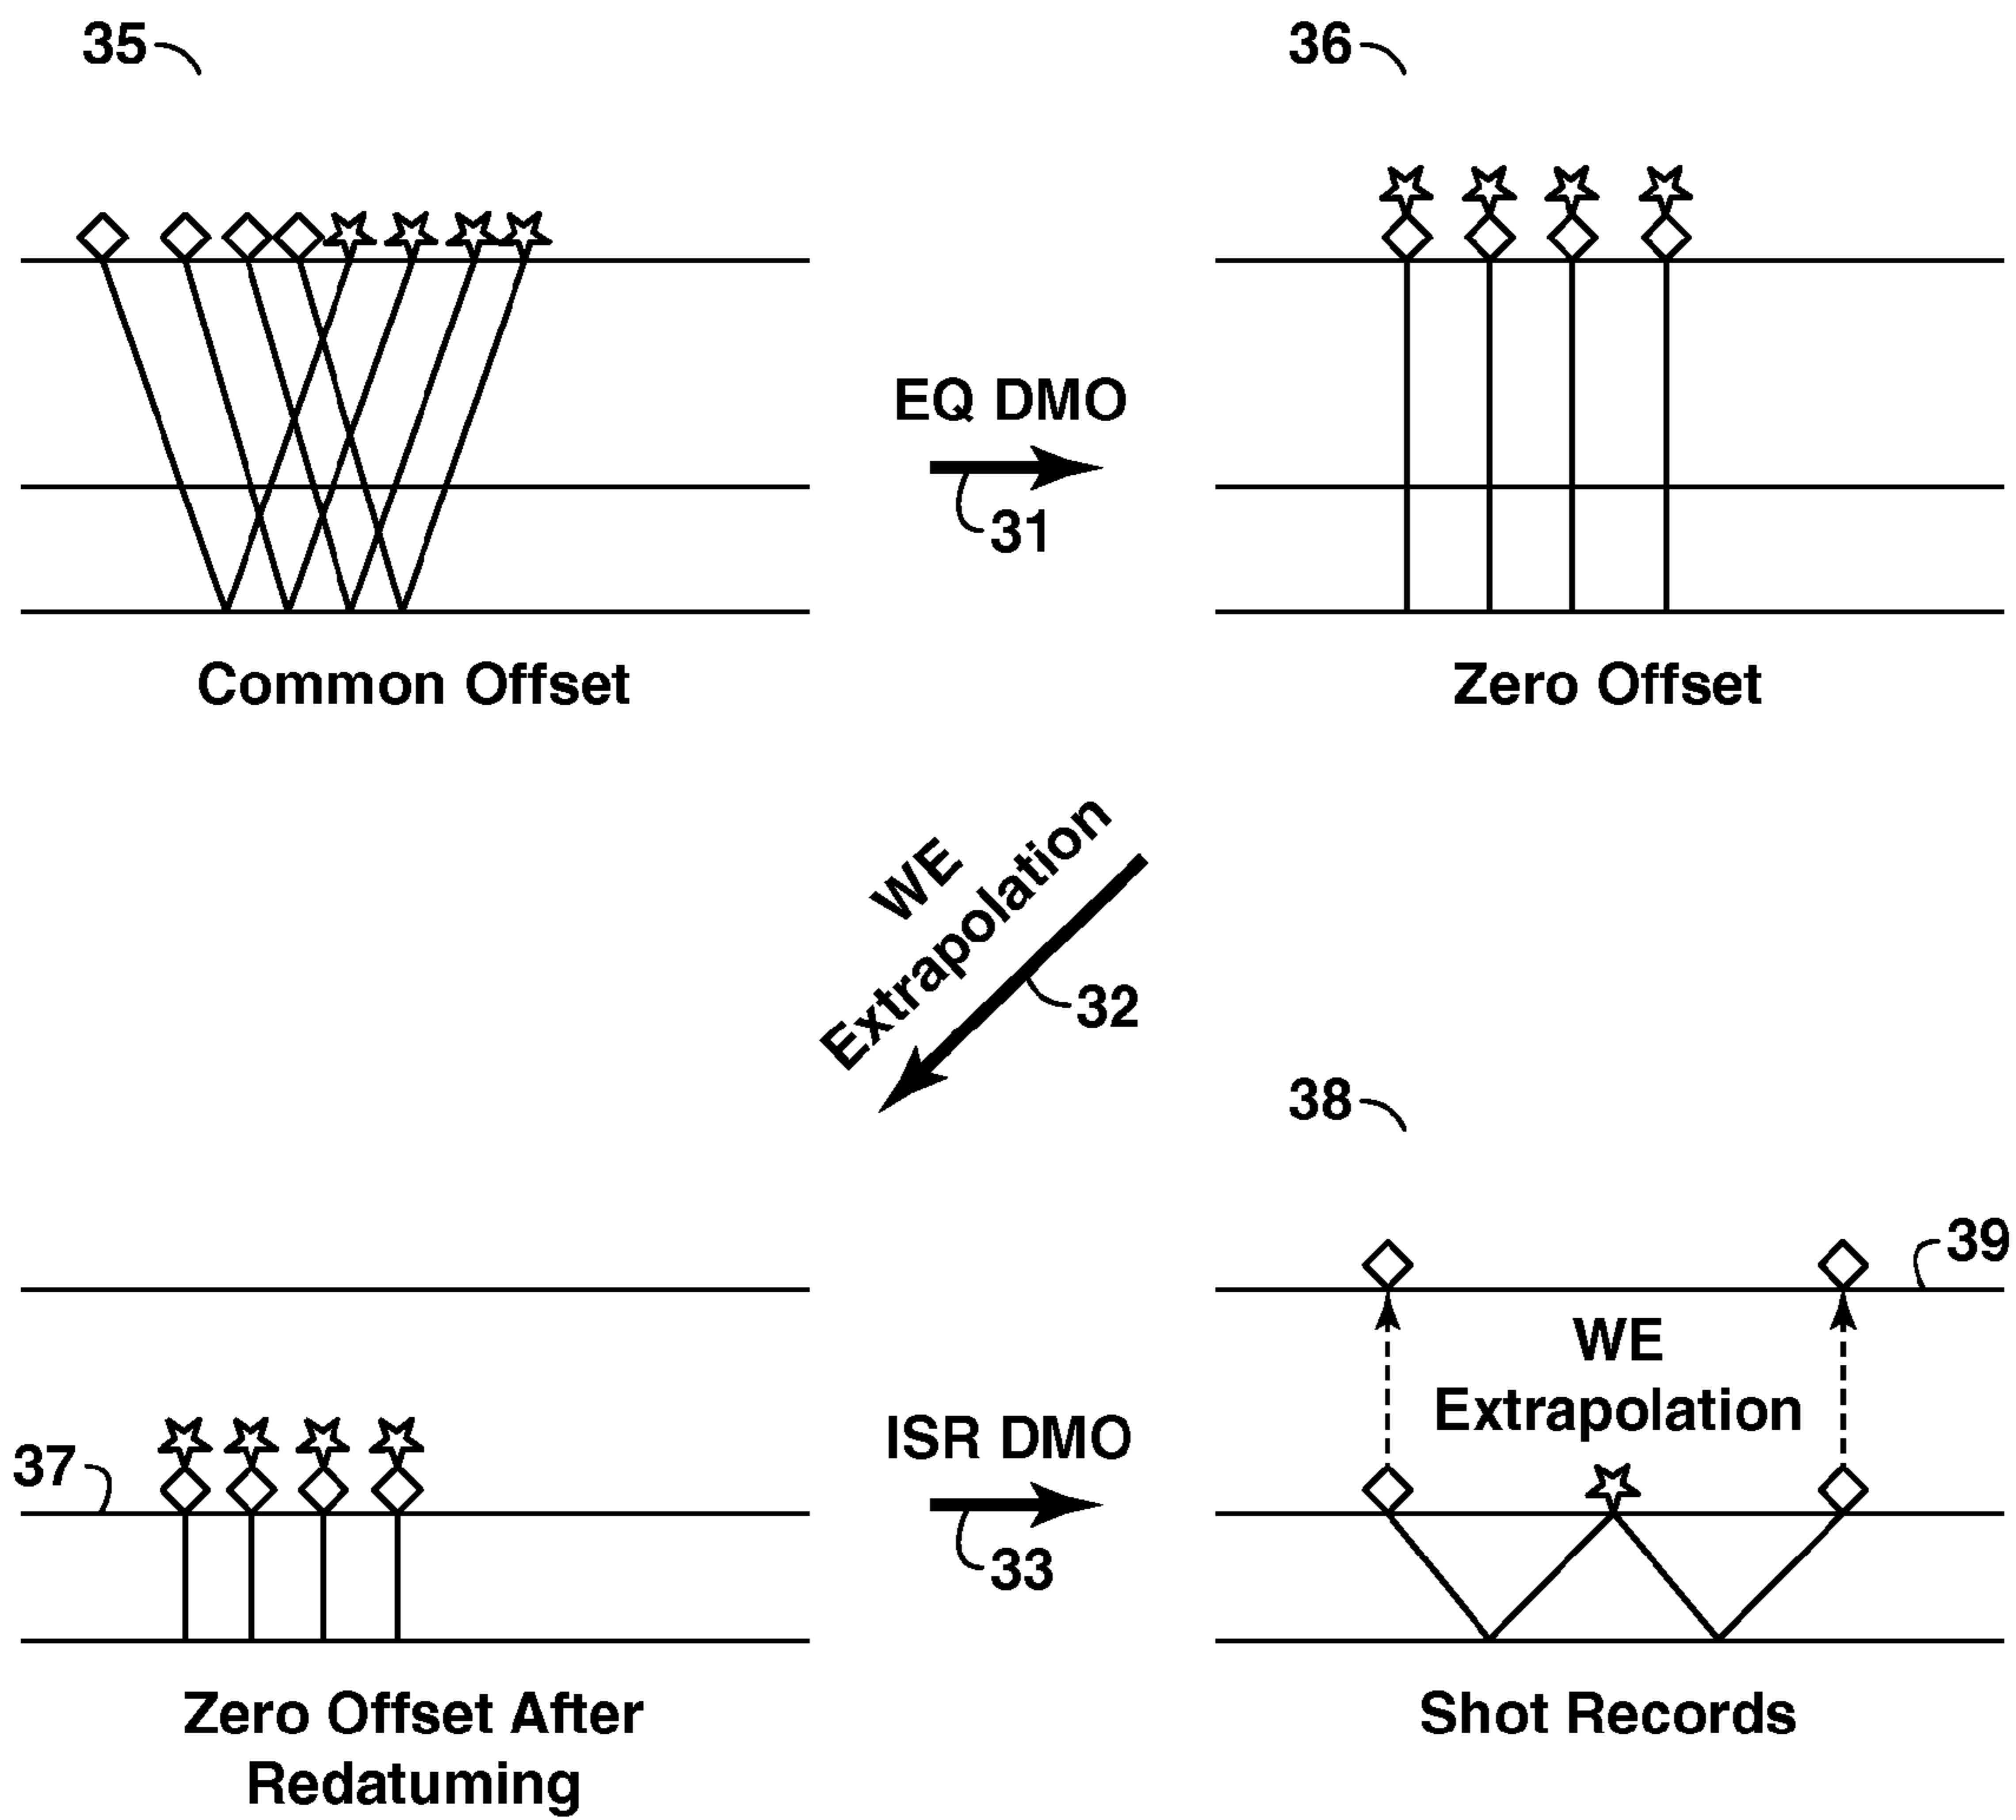 35
36
EQ DMO
31
Common Offset
Zero Offset
WE
Extrapolation
32
38
39
WE
Extrapolation
37
ISR DMO
33
Zero Offset After
Redatuming
Shot Records